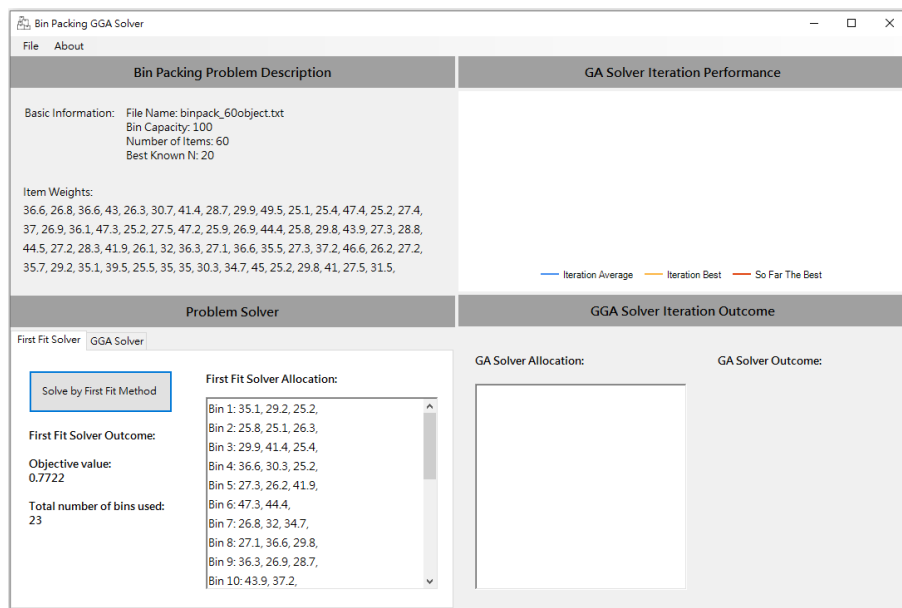 Bin Packing GGA Solver
File About
Bin Packing Problem Description
Basic Information: File Name: binpack_60object.txt
Bin Capacity: 100
Number of Items: 60
Best Known N: 20
Item Weights:
36.6, 26.8, 36.6, 43, 26.3, 30.7, 41.4, 28.7, 29.9, 49.5, 25.1, 25.4, 47.4, 25.2, 27.4,
37, 26.9, 36.1, 47.3, 25.2, 27.5, 47.2, 25.9, 26.9, 44.4, 25.8, 29.8, 43.9, 27.3, 28.8,
44.5, 27.2, 28.3, 41.9, 26.1, 32, 36.3, 27.1, 36.6, 35.5, 27.3, 37.2, 46.6, 26.2, 27.2,
35.7, 29.2, 35.1, 39.5, 25.5, 35, 35, 30.3, 34.7, 45, 25.2, 29.8, 41, 27.5, 31.5,
GA Solver Iteration Performance
Iteration Average Iteration Best So Far The Best
Problem Solver
First Fit Solver GGA Solver
Solve by First Fit Method
First Fit Solver Outcome:
Objective value:
0.7722
Total number of bins used:
23
First Fit Solver Allocation:
Bin 1: 35.1, 29.2, 25.2,
Bin 2: 25.8, 25.1, 26.3,
Bin 3: 29.9, 41.4, 25.4,
Bin 4: 36.6, 30.3, 25.2,
Bin 5: 27.3, 26.2, 41.9,
Bin 6: 47.3, 44.4,
Bin 7: 26.8, 32, 34.7,
Bin 8: 27.1, 36.6, 29.8,
Bin 9: 36.3, 26.9, 28.7,
Bin 10: 43.9, 37.2,
GGA Solver Iteration Outcome
GA Solver Allocation:
GA Solver Outcome: